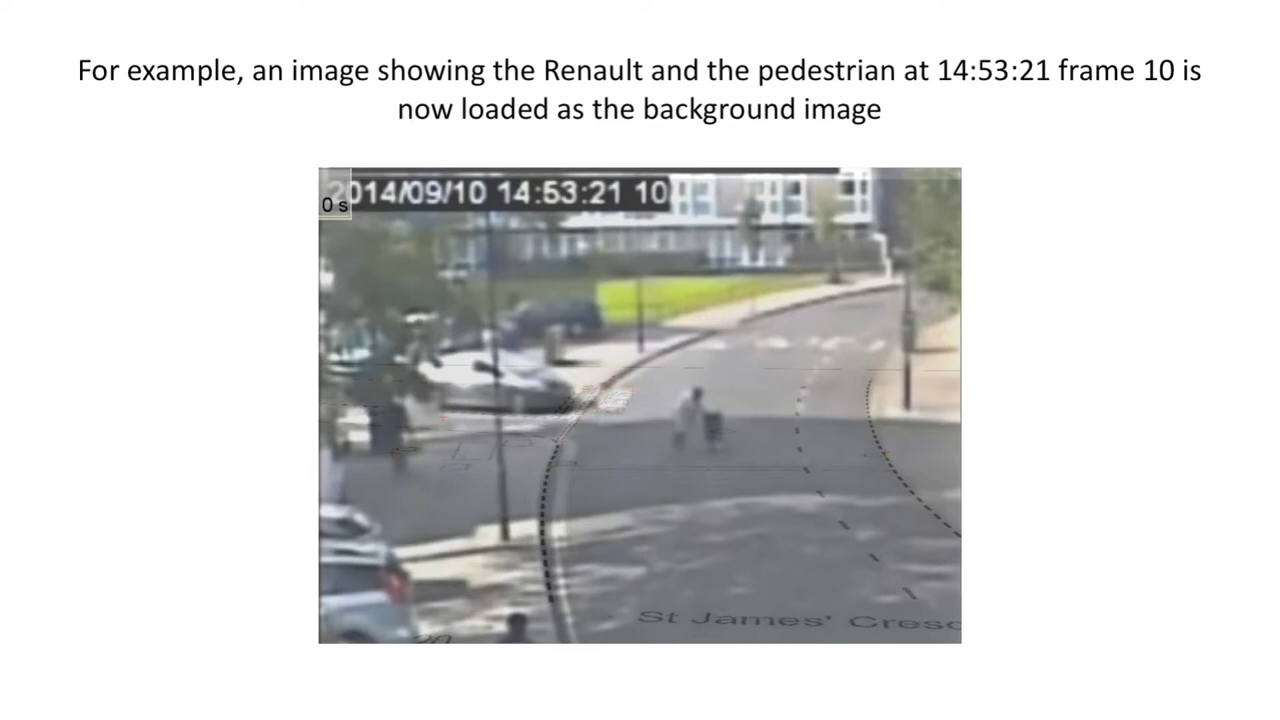 For example, an image showing the Renault and the pedestrian at 14:53:21 frame 10 is
now loaded as the background image
2014/09/10 14:53:21 10
0 s
St James' Cresc
20